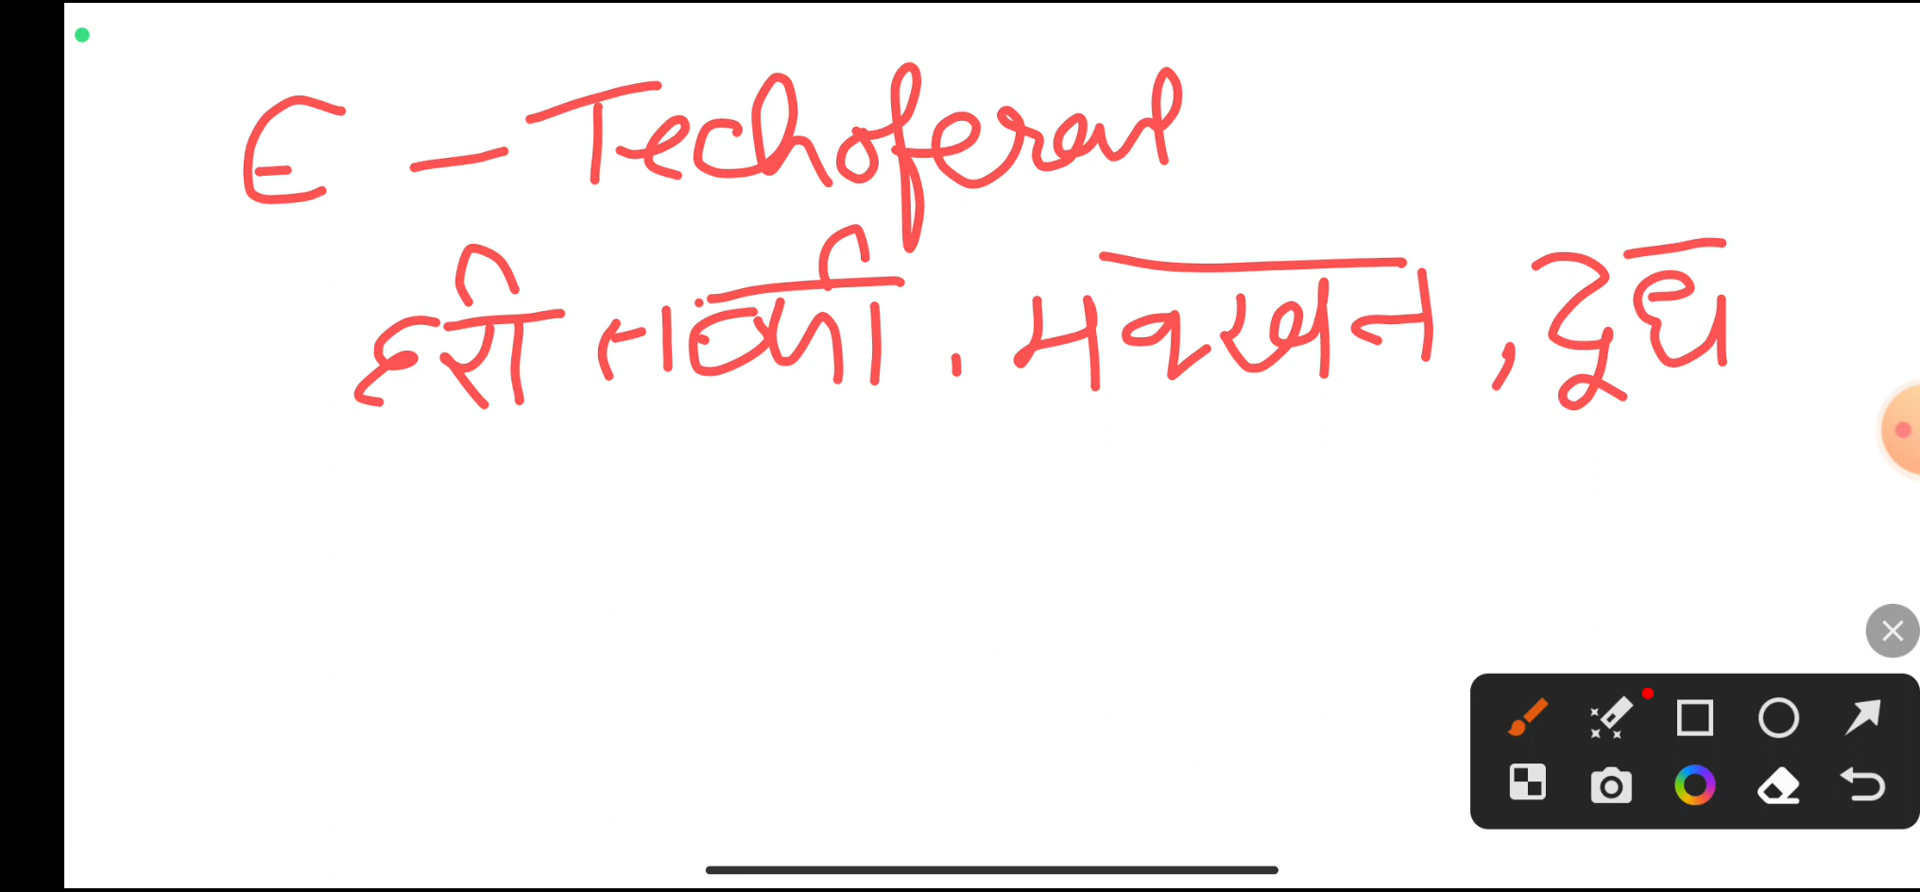 E - Techoferal
हरी सब्जी . मक्खन , दूध